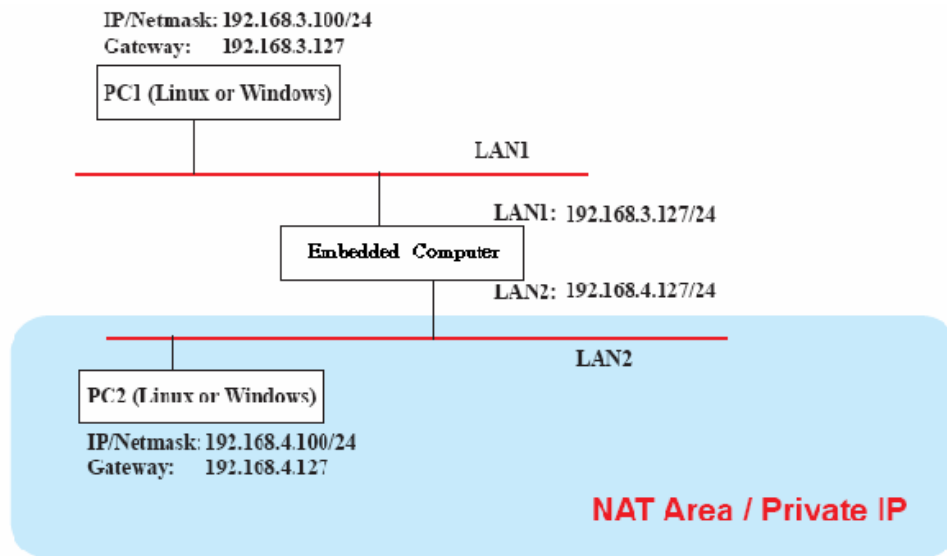 IP/Netmask: 192.168.3.100/24
Gateway: 192.168.3.127
PC1 (Linux or Windows)
LAN1
LAN1: 192.168.3.127/24
Embedded Computer
LAN2: 192.168.4.127/24
LAN2
PC2 (Linux or Windows)
IP/Netmask: 192.168.4.100/24
Gateway: 192.168.4.127
NAT Area / Private IP